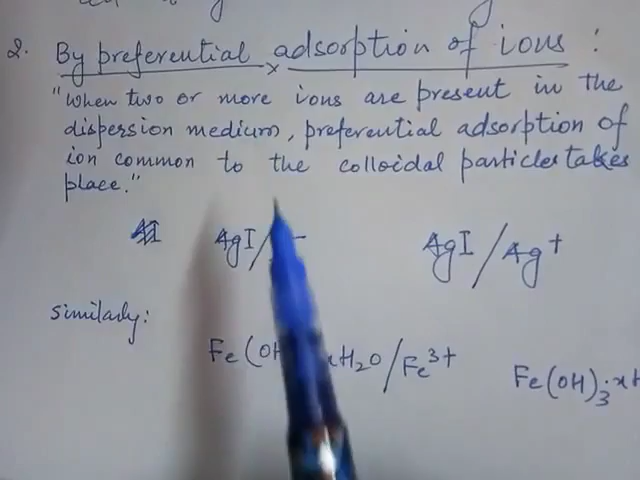 2. By preferential adsorption of ions :
"When two or more ions are present in the
dispersion medium, preferential adsorption of
ion common to the colloidal particles takes
place."
AgI/ AgI/Ag+
similarly:
Fe(OH xH2O/Fe3+ Fe(OH)3.xH